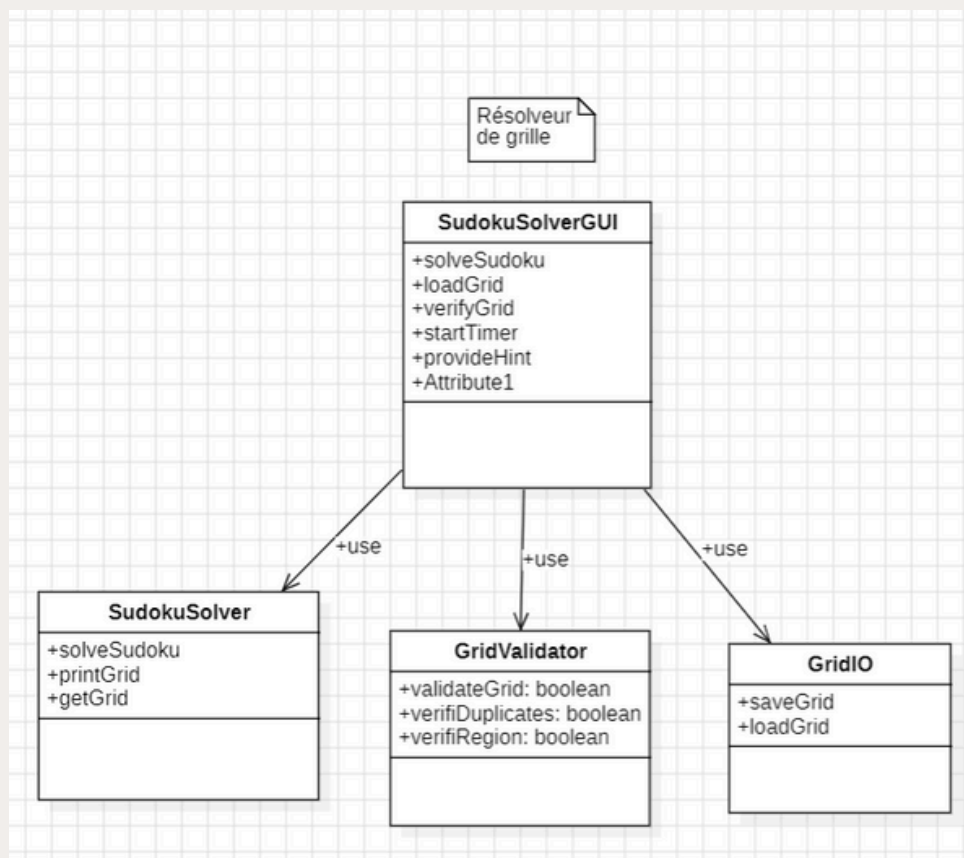 Résolveur
de grille
SudokuSolverGUI
+solveSudoku
+loadGrid
+verifyGrid
+startTimer
+provideHint
+Attribute1
+use
+use
+use
SudokuSolver
+solveSudoku
+printGrid
+getGrid
GridValidator
+validateGrid: boolean
+verifiDuplicates: boolean
+verifiRegion: boolean
GridIO
+saveGrid
+loadGrid